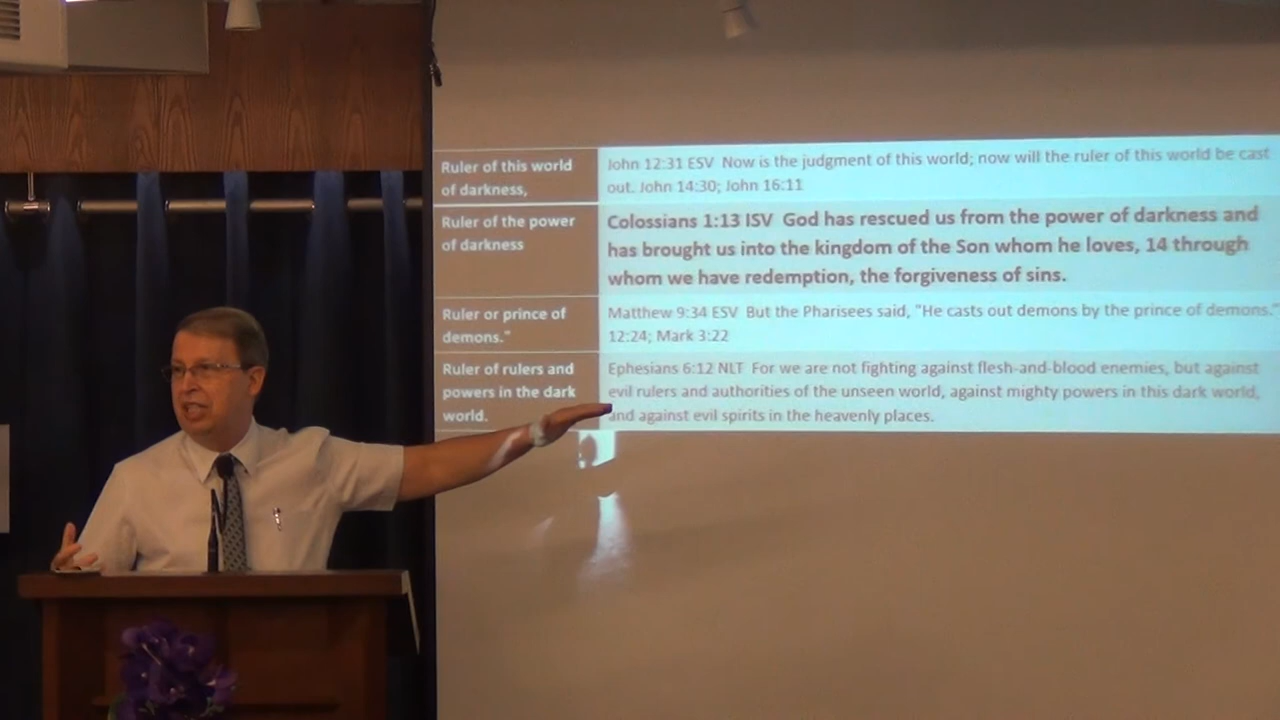 Ruler of this world
of darkness,
John 12:31 ESV Now is the judgment of this world; now will the ruler of this world be cast
out. John 14:30; John 16:11
Ruler of the power
of darkness
Colossians 1:13 ISV God has rescued us from the power of darkness and
has brought us into the kingdom of the Son whom he loves, 14 through
whom we have redemption, the forgiveness of sins.
Ruler or prince of
demons."
Matthew 9:34 ESV But the Pharisees said, "He casts out demons by the prince of demons."
12:24; Mark 3:22
Ruler of rulers and
powers in the dark
world.
Ephesians 6:12 NLT For we are not fighting against flesh-and-blood enemies, but against
evil rulers and authorities of the unseen world, against mighty powers in this dark world,
and against evil spirits in the heavenly places.